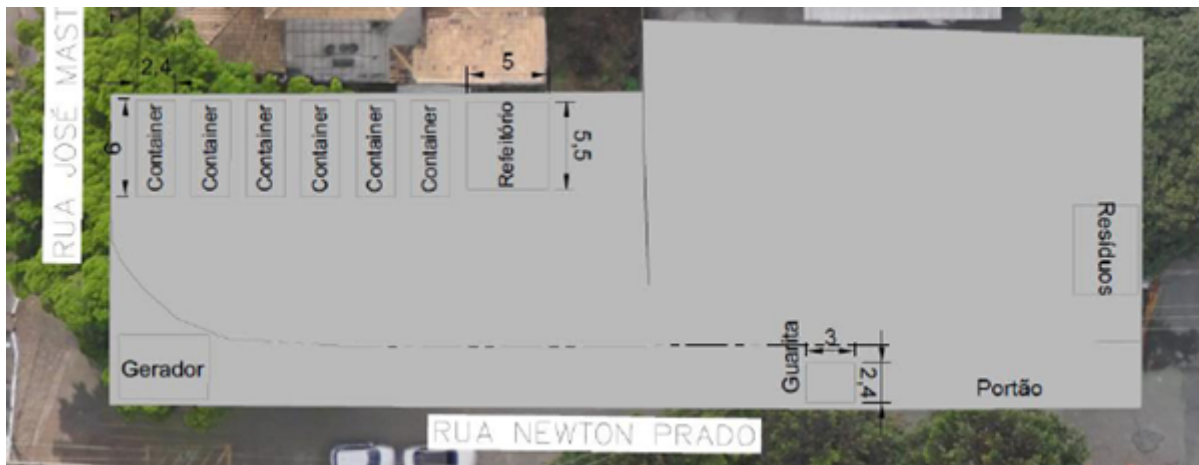 RUA JOSÉ MAST
2,4
6
Container
Container
Container
Container
Container
Container
5
Refeitório
5,5
Resíduos
Gerador
Guarita
3
2,4
Portão
RUA NEWTON PRADO